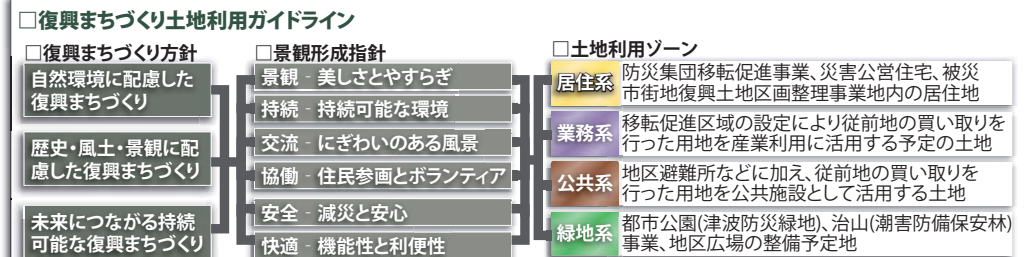 □復興まちづくり土地利用ガイドライン
□復興まちづくり方針
自然環境に配慮した
復興まちづくり
歴史・風土・景観に配
慮した復興まちづくり
未来につながる持続
可能な復興まちづくり
□景観形成指針
景観 - 美しさとやすらぎ
持続 - 持続可能な環境
交流 - にぎわいのある風景
協働 - 住民参画とボランティア
安全 - 減災と安心
快適 - 機能性と利便性
□土地利用ゾーン
居住系
防災集団移転促進事業、災害公営住宅、被災
市街地復興土地区画整理事業地内の居住地
業務系
移転促進区域の設定により従前地の買い取りを
行った用地を産業利用に活用する予定の土地
公共系
地区避難所などに加え、従前地の買い取りを
行った用地を公共施設として活用する土地
緑地系
都市公園(津波防災緑地)、治山(潮害防備保安林)
事業、地区広場の整備予定地